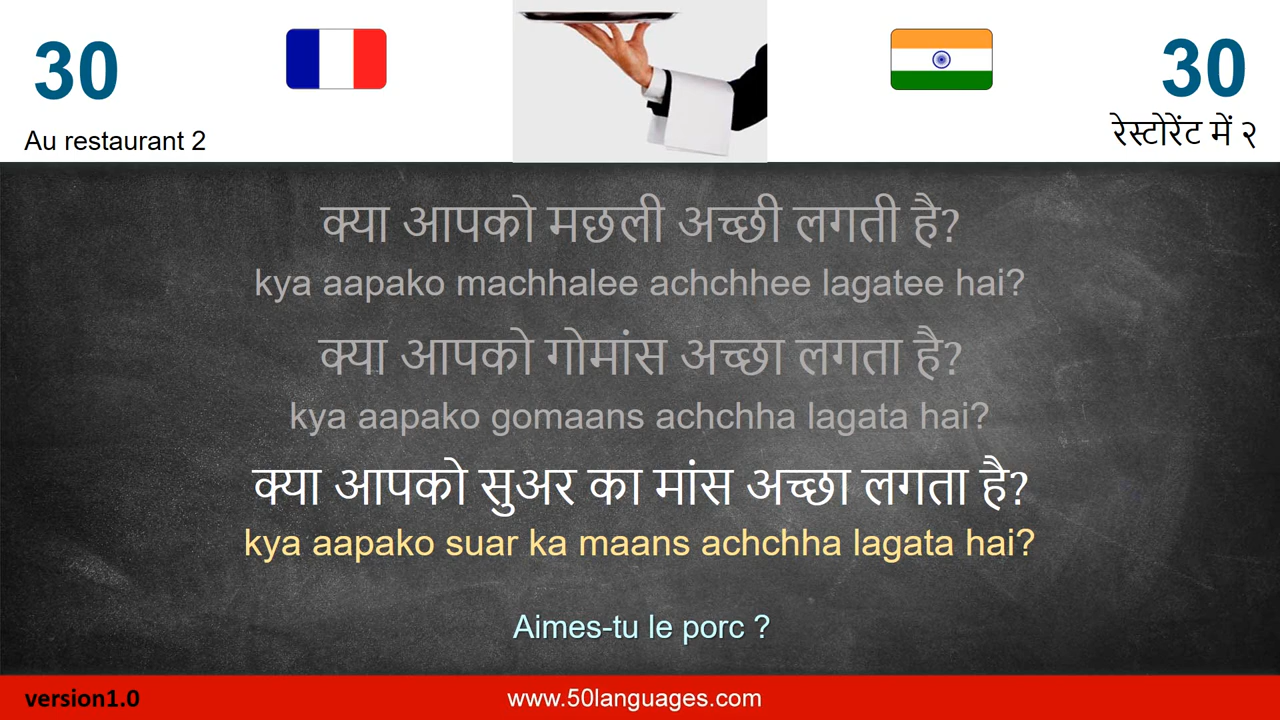 30
30
Au restaurant 2
रेस्टोरेंट में २
क्या आपको मछली अच्छी लगती है?
kya aapako machhalee achchhee lagatee hai?
क्या आपको गोमांस अच्छा लगता है?
kya aapako gomaans achchha lagata hai?
क्या आपको सुअर का मांस अच्छा लगता है?
kya aapako suar ka maans achchha lagata hai?
Aimes-tu le porc ?
version1.0
www.50languages.com